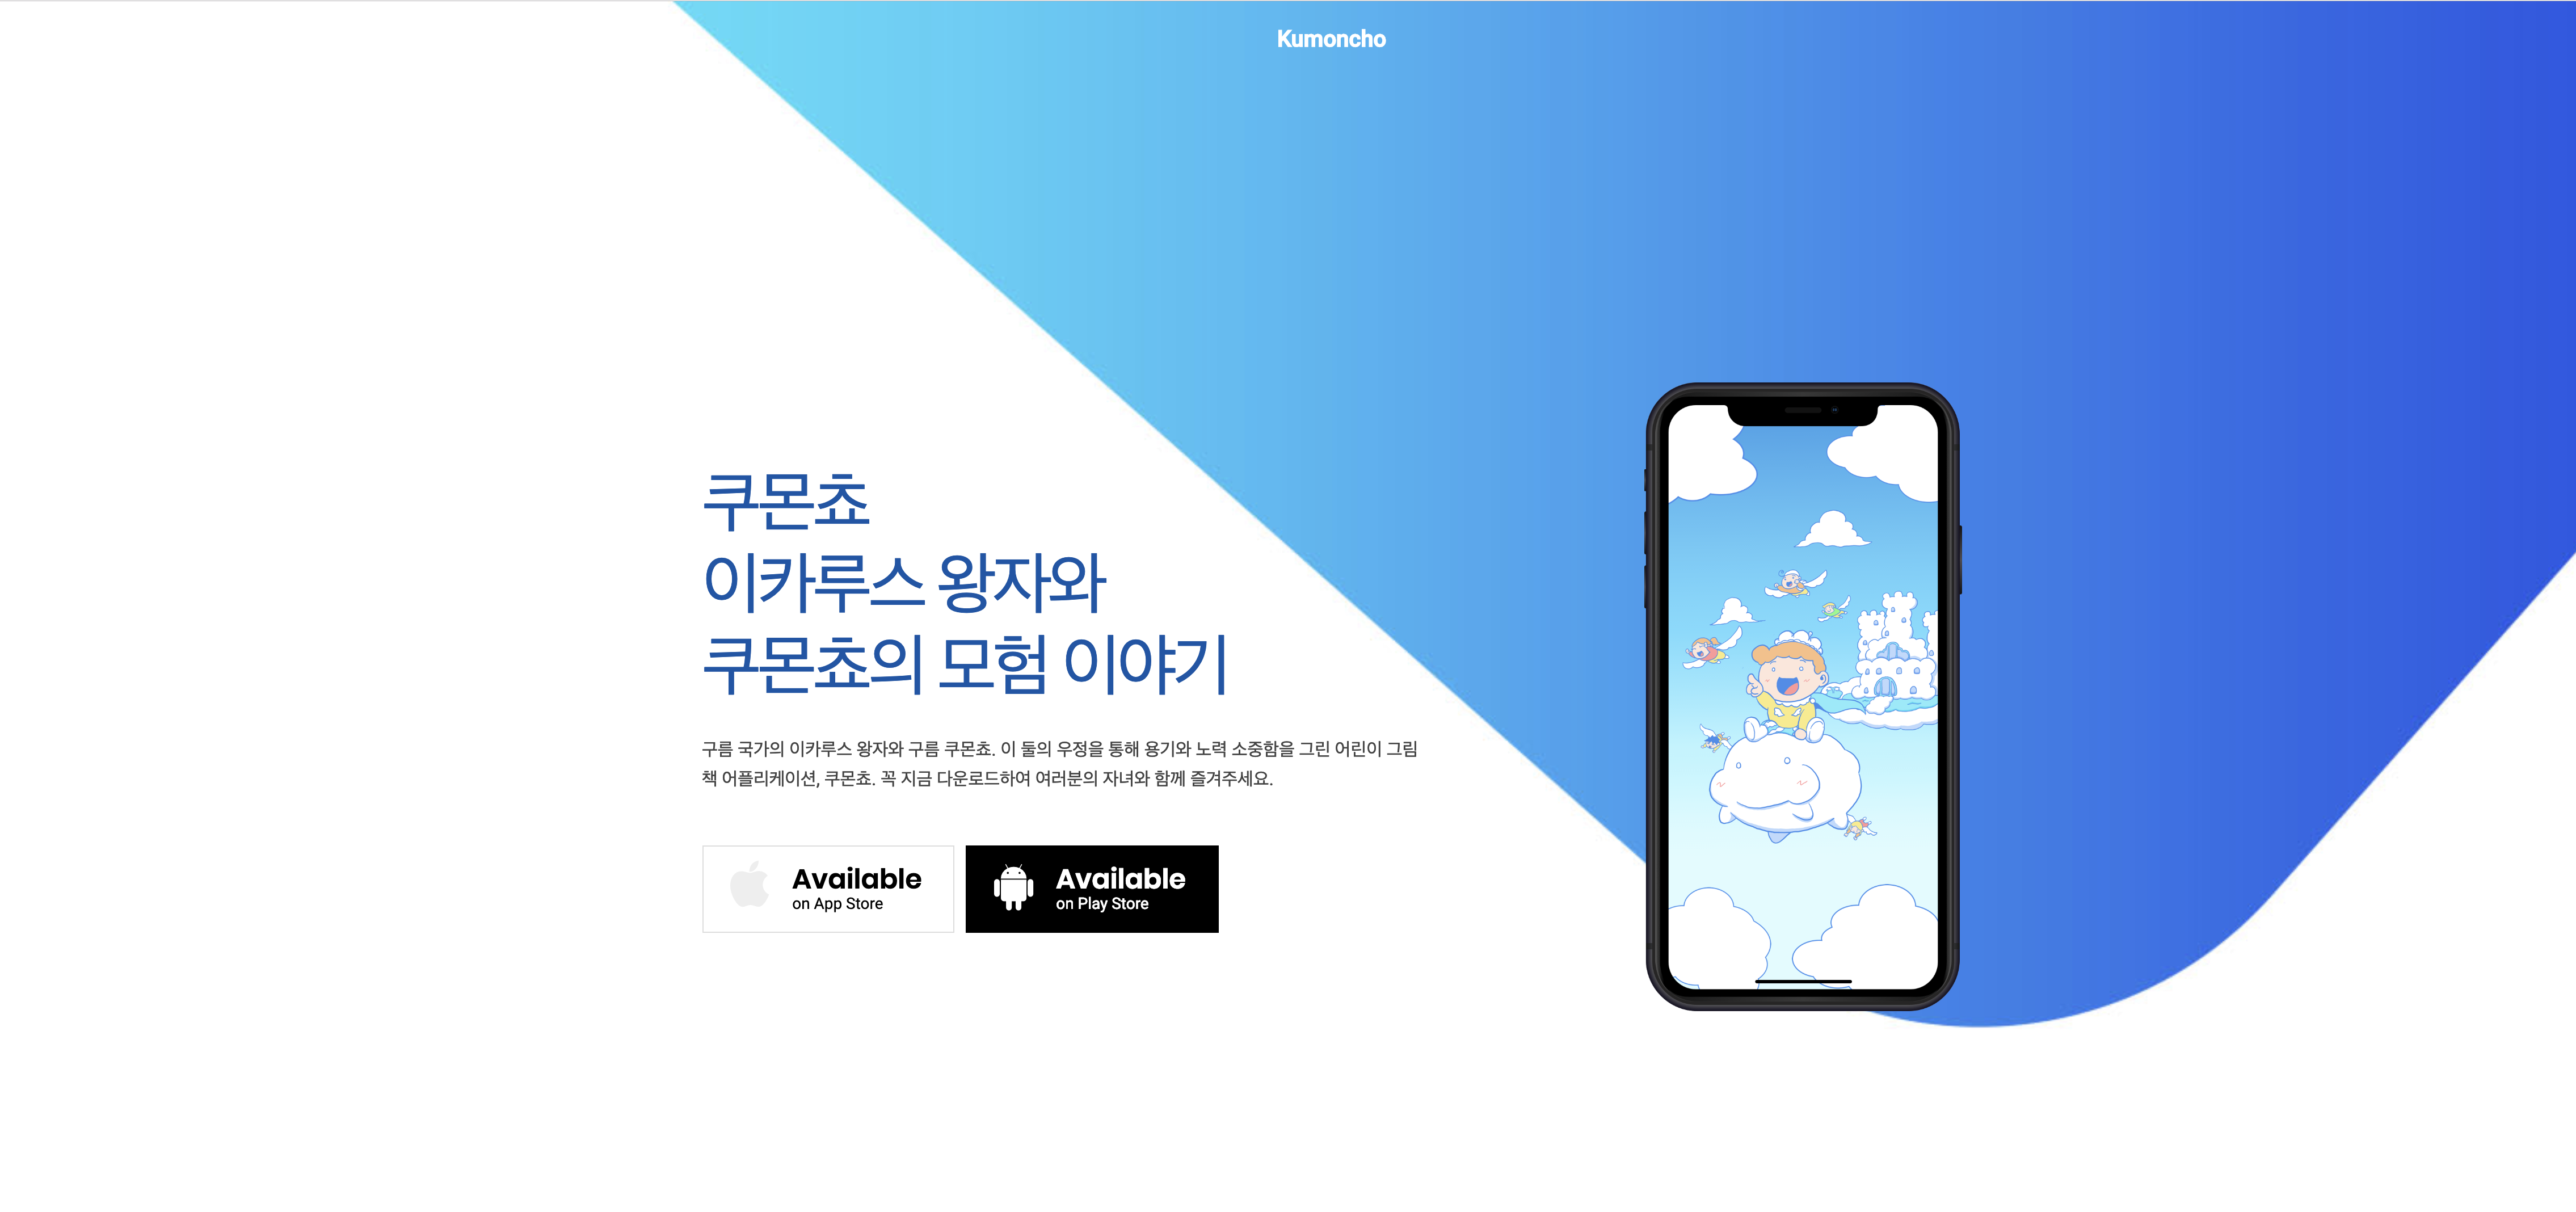 Kumoncho
쿠몬쵸
이카루스 왕자와
쿠몬쵸의 모험 이야기
구름 국가의 이카루스 왕자와 구름 쿠몬쵸. 이 둘의 우정을 통해 용기와 노력 소중함을 그린 어린이 그림
책 어플리케이션, 쿠몬쵸. 꼭 지금 다운로드하여 여러분의 자녀와 함께 즐겨주세요.
Available
on App Store
Available
on Play Store